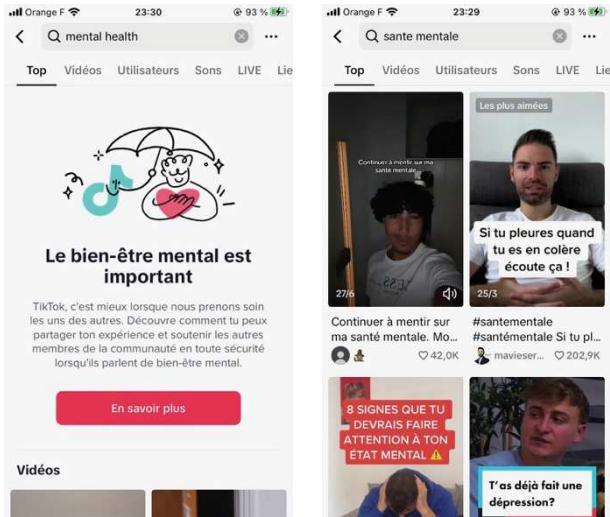 Orange F 23:30 93 %
mental health
Top Vidéos Utilisateurs Sons LIVE Lie
Le bien-être mental est
important
TikTok, c'est mieux lorsque nous prenons soin
les uns des autres. Découvre comment tu peux
partager ton expérience et soutenir les autres
membres de la communauté en toute sécurité
lorsqu'ils parlent de bien-être mental.
En savoir plus
Vidéos
Orange F 23:29 93 %
sante mentale
Top Vidéos Utilisateurs Sons LIVE Lie
Continuer à mentir sur ma
santé mentale
27/6
Les plus aimées
Si tu pleures quand
tu es en colère
écoute ça !
25/3
Continuer à mentir sur
ma santé mentale. Mo...
42,0K
#santementale
#santémentale Si tu pl...
mavieser... 202,9K
8 SIGNES QUE TU
DEVRAIS FAIRE
ATTENTION À TON
ÉTAT MENTAL ⚠️
T'as déjà fait une
dépression?